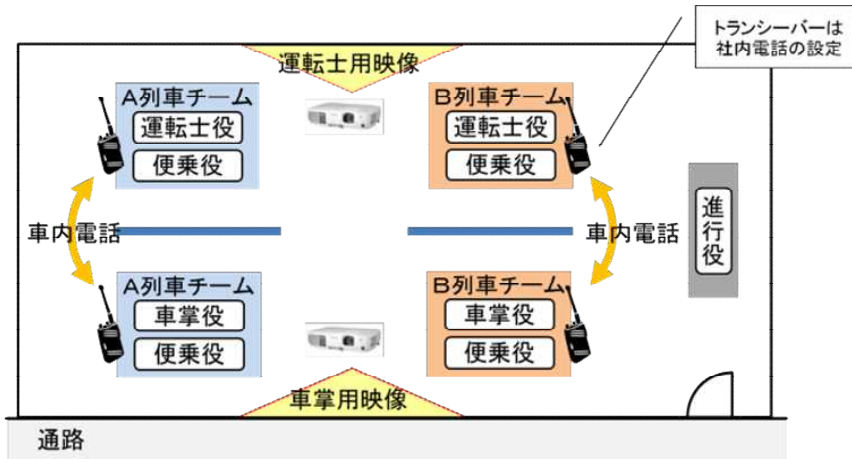 トランシーバーは
社内電話の設定
運転士用映像
A列車チーム
運転士役
便乗役
B列車チーム
運転士役
便乗役
車内電話
車内電話
進行役
A列車チーム
車掌役
便乗役
B列車チーム
車掌役
便乗役
車掌用映像
通路